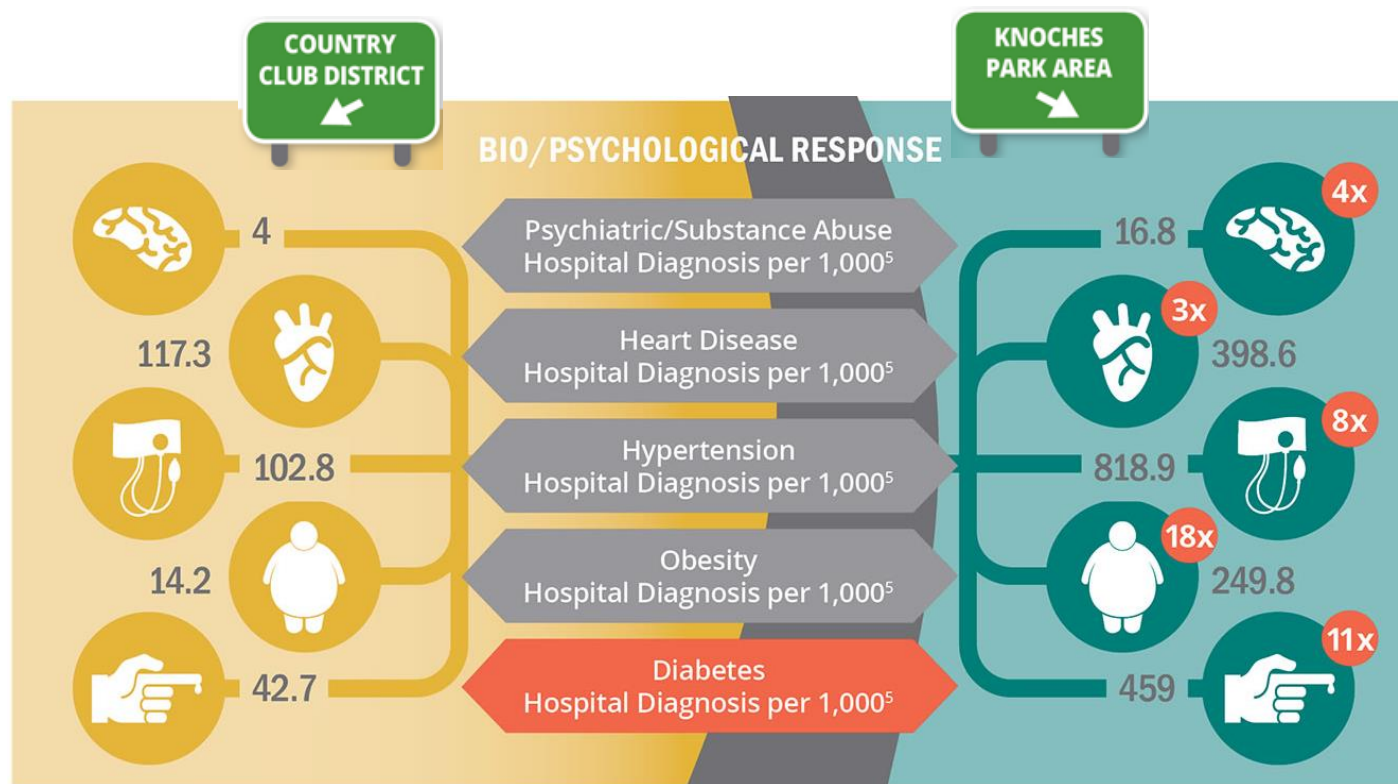 COUNTRY
CLUB DISTRICT
KNOCHES
PARK AREA
BIO/PSYCHOLOGICAL RESPONSE
4
Psychiatric/Substance Abuse
Hospital Diagnosis per 1,000⁵
16.8
4x
117.3
Heart Disease
Hospital Diagnosis per 1,000⁵
3x
398.6
102.8
Hypertension
Hospital Diagnosis per 1,000⁵
818.9
8x
14.2
Obesity
Hospital Diagnosis per 1,000⁵
18x
249.8
42.7
Diabetes
Hospital Diagnosis per 1,000⁵
459
11x